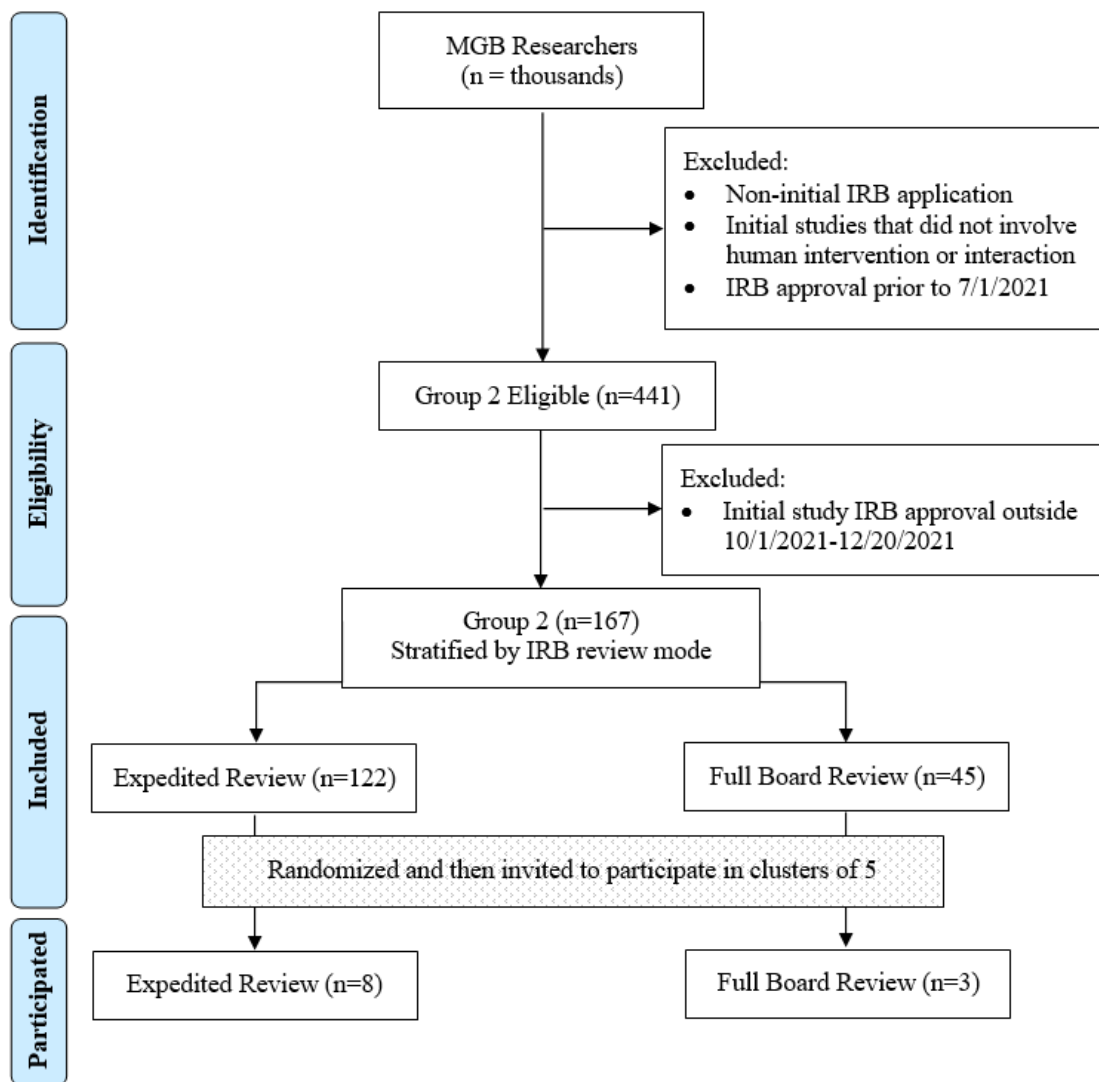 Identification
MGB Researchers
(n = thousands)
Excluded:
• Non-initial IRB application
• Initial studies that did not involve
human intervention or interaction
• IRB approval prior to 7/1/2021
Eligibility
Group 2 Eligible (n=441)
Excluded:
• Initial study IRB approval outside
10/1/2021-12/20/2021
Included
Group 2 (n=167)
Stratified by IRB review mode
Expedited Review (n=122)
Full Board Review (n=45)
Randomized and then invited to participate in clusters of 5
Participated
Expedited Review (n=8)
Full Board Review (n=3)